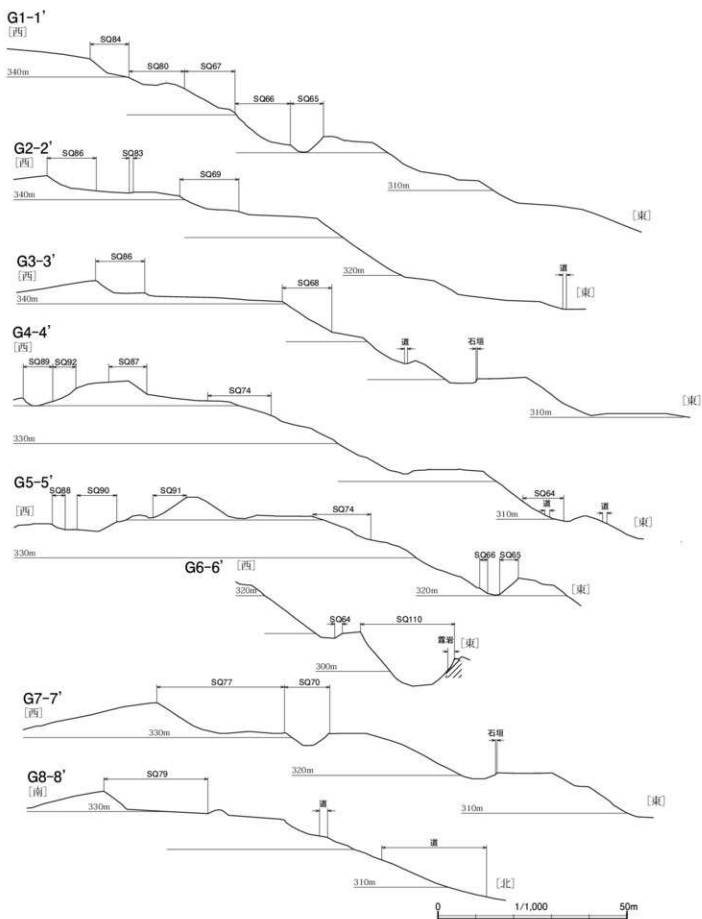 G1-1'
[西]
SQ84
SQ80
SQ67
340m
SQ66
SQ65
310m
[東]
G2-2'
[西]
SQ86
SQ83
SQ69
340m
320m
道
[東]
G3-3'
[西]
SQ86
SQ68
340m
道
石垣
310m
[東]
G4-4'
[西]
SQ89
SQ92
SQ87
SQ74
330m
SQ64
310m
道
道
[東]
G5-5'
[西]
SQ88
SQ90
SQ91
SQ74
330m
SQ66
SQ65
320m
[東]
G6-6'
[西]
320m
SQ64
SQ110
露岩
[東]
300m
G7-7'
[西]
SQ77
SQ70
330m
石垣
320m
310m
[東]
G8-8'
[南]
SQ79
330m
道
道
310m
[北]
0
1/1,000
50m